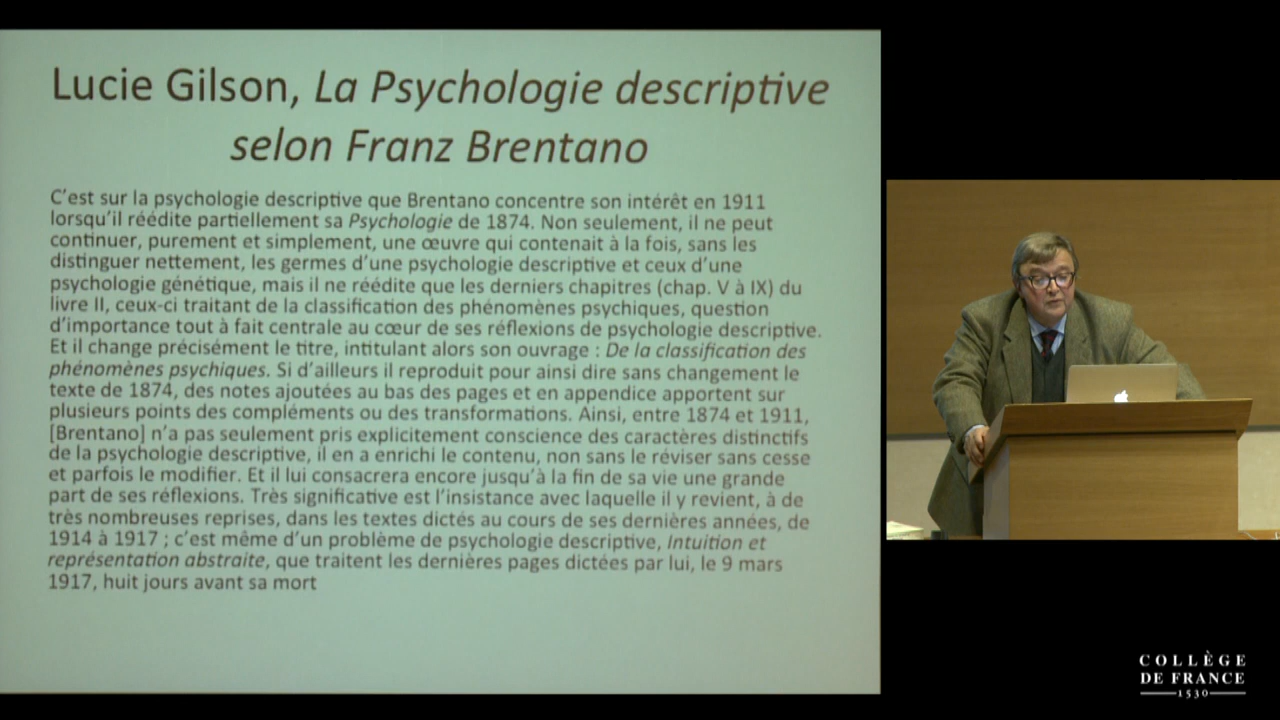 Lucie Gilson, La Psychologie descriptive
selon Franz Brentano
C'est sur la psychologie descriptive que Brentano concentre son intérêt en 1911
lorsqu'il réédite partiellement sa Psychologie de 1874. Non seulement, il ne peut
continuer, purement et simplement, une œuvre qui contenait à la fois, sans les
distinguer nettement, les germes d'une psychologie descriptive et ceux d'une
psychologie génétique, mais il ne réédite que les derniers chapitres (chap. V à IX) du
livre II, ceux-ci traitant de la classification des phénomènes psychiques, question
d'importance tout à fait centrale au cœur de ses réflexions de psychologie descriptive.
Et il change précisément le titre, intitulant alors son ouvrage : De la classification des
phénomènes psychiques. Si d'ailleurs il reproduit pour ainsi dire sans changement le
texte de 1874, des notes ajoutées au bas des pages et en appendice apportent sur
plusieurs points des compléments ou des transformations. Ainsi, entre 1874 et 1911,
[Brentano] n'a pas seulement pris explicitement conscience des caractères distinctifs
de la psychologie descriptive, il en a enrichi le contenu, non sans le réviser sans cesse
et parfois le modifier. Et il lui consacrera encore jusqu'à la fin de sa vie une grande
part de ses réflexions. Très significative est l'insistance avec laquelle il y revient, à de
très nombreuses reprises, dans les textes dictés au cours de ses dernières années, de
1914 à 1917 ; c'est même d'un problème de psychologie descriptive, Intuition et
représentation abstraite, que traitent les dernières pages dictées par lui, le 9 mars
1917, huit jours avant sa mort
COLLÈGE
DE FRANCE
1530